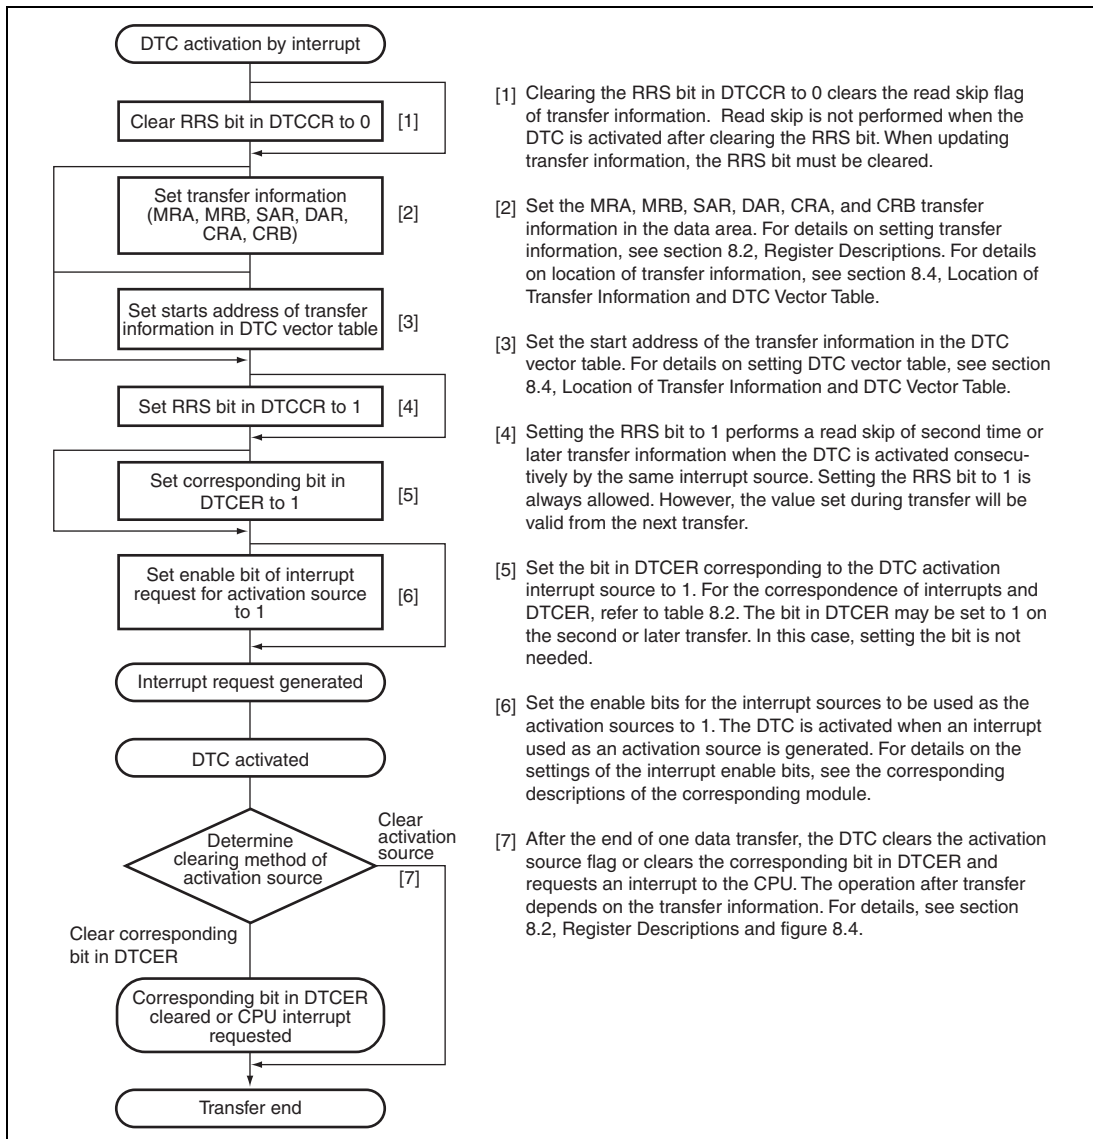 DTC activation by interrupt
Clear RRS bit in DTCCR to 0
[1]
Set transfer information
(MRA, MRB, SAR, DAR,
CRA, CRB)
[2]
Set starts address of transfer
information in DTC vector table
[3]
Set RRS bit in DTCCR to 1
[4]
Set corresponding bit in
DTCER to 1
[5]
Set enable bit of interrupt
request for activation source
to 1
[6]
Interrupt request generated
DTC activated
Determine
clearing method of
activation source
Clear
activation
source
[7]
Clear corresponding
bit in DTCER
Corresponding bit in DTCER
cleared or CPU interrupt
requested
Transfer end
[1] Clearing the RRS bit in DTCCR to 0 clears the read skip flag
of transfer information. Read skip is not performed when the
DTC is activated after clearing the RRS bit. When updating
transfer information, the RRS bit must be cleared.
[2] Set the MRA, MRB, SAR, DAR, CRA, and CRB transfer
information in the data area. For details on setting transfer
information, see section 8.2, Register Descriptions. For details
on location of transfer information, see section 8.4, Location of
Transfer Information and DTC Vector Table.
[3] Set the start address of the transfer information in the DTC
vector table. For details on setting DTC vector table, see section
8.4, Location of Transfer Information and DTC Vector Table.
[4] Setting the RRS bit to 1 performs a read skip of second time or
later transfer information when the DTC is activated consecu-
tively by the same interrupt source. Setting the RRS bit to 1 is
always allowed. However, the value set during transfer will be
valid from the next transfer.
[5] Set the bit in DTCER corresponding to the DTC activation
interrupt source to 1. For the correspondence of interrupts and
DTCER, refer to table 8.2. The bit in DTCER may be set to 1 on
the second or later transfer. In this case, setting the bit is not
needed.
[6] Set the enable bits for the interrupt sources to be used as the
activation sources to 1. The DTC is activated when an interrupt
used as an activation source is generated. For details on the
settings of the interrupt enable bits, see the corresponding
descriptions of the corresponding module.
[7] After the end of one data transfer, the DTC clears the activation
source flag or clears the corresponding bit in DTCER and
requests an interrupt to the CPU. The operation after transfer
depends on the transfer information. For details, see section
8.2, Register Descriptions and figure 8.4.